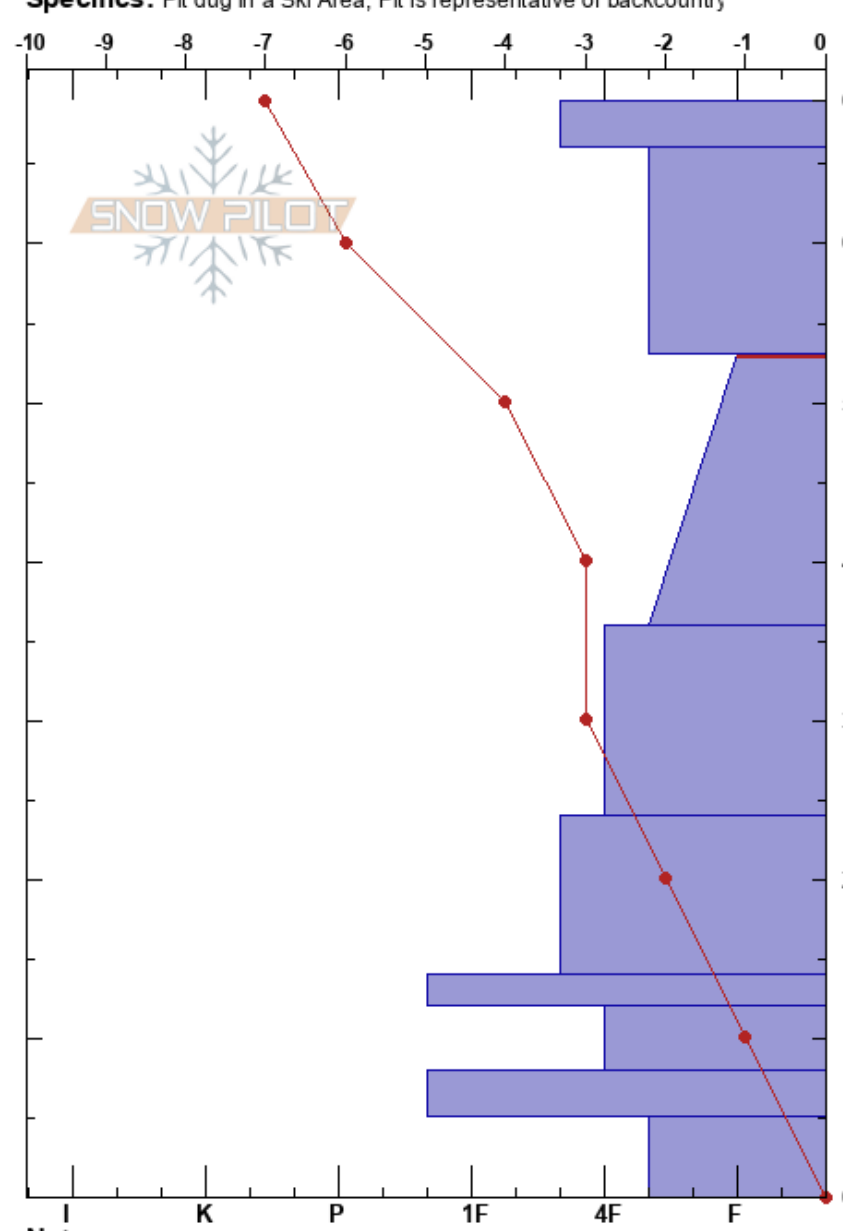 Specifics: Pit dug in a Ski Area; Pit is representative of backcountry
-10 -9 -8 -7 -6 -5 -4 -3 -2 -1 0
SNOW PILOT
I K P 1F 4F F